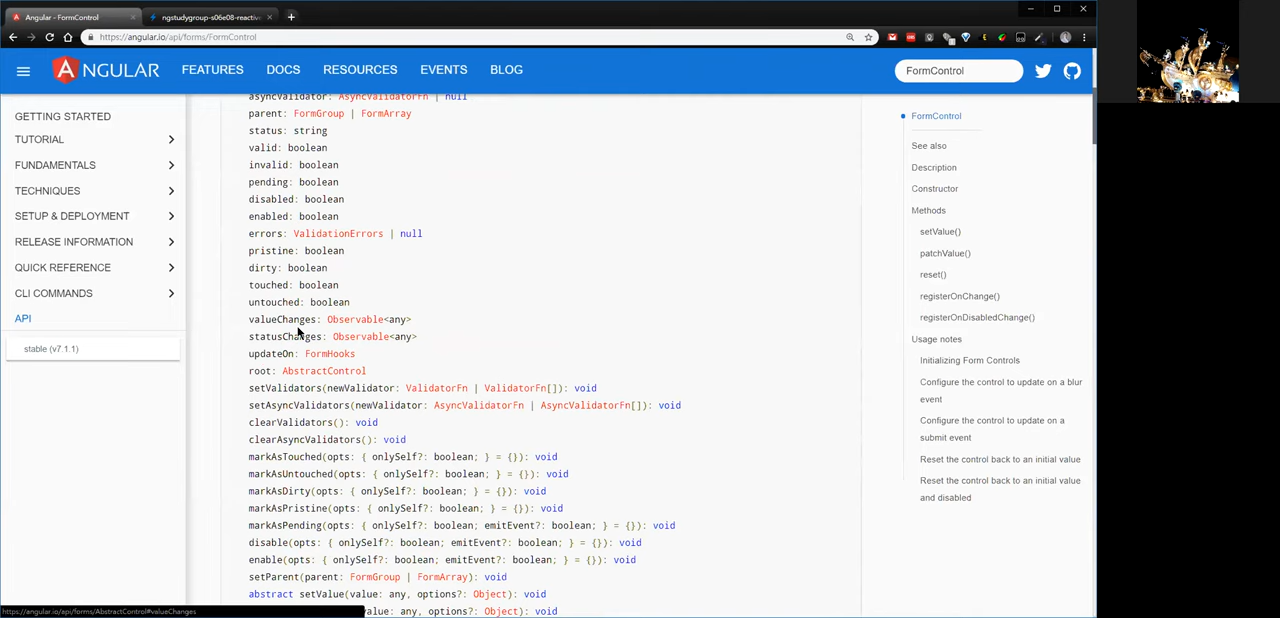 Angular - FormControl
ngstudygroup-s06e08-reactive
https://angular.io/api/forms/FormControl
ANGULAR
FEATURES
DOCS
RESOURCES
EVENTS
BLOG
FormControl
GETTING STARTED
TUTORIAL
FUNDAMENTALS
TECHNIQUES
SETUP & DEPLOYMENT
RELEASE INFORMATION
QUICK REFERENCE
CLI COMMANDS
API
stable (v7.1.1)
asyncValidator: AsyncValidatorFn | null
parent: FormGroup | FormArray
status: string
valid: boolean
invalid: boolean
pending: boolean
disabled: boolean
enabled: boolean
errors: ValidationErrors | null
pristine: boolean
dirty: boolean
touched: boolean
untouched: boolean
valueChanges: Observable<any>
statusChanges: Observable<any>
updateOn: FormHooks
root: AbstractControl
setValidators(newValidator: ValidatorFn | ValidatorFn[]): void
setAsyncValidators(newValidator: AsyncValidatorFn | AsyncValidatorFn[]): void
clearValidators(): void
clearAsyncValidators(): void
markAsTouched(opts: { onlySelf?: boolean; } = {}): void
markAsUntouched(opts: { onlySelf?: boolean; } = {}): void
markAsDirty(opts: { onlySelf?: boolean; } = {}): void
markAsPristine(opts: { onlySelf?: boolean; } = {}): void
markAsPending(opts: { onlySelf?: boolean; emitEvent?: boolean; } = {}): void
disable(opts: { onlySelf?: boolean; emitEvent?: boolean; } = {}): void
enable(opts: { onlySelf?: boolean; emitEvent?: boolean; } = {}): void
setParent(parent: FormGroup | FormArray): void
abstract setValue(value: any, options?: Object): void
value: any, options?: Object): void
https://angular.io/api/forms/AbstractControl#valueChanges
FormControl
See also
Description
Constructor
Methods
setValue()
patchValue()
reset()
registerOnChange()
registerOnDisabledChange()
Usage notes
Initializing Form Controls
Configure the control to update on a blur
event
Configure the control to update on a
submit event
Reset the control back to an initial value
Reset the control back to an initial value
and disabled